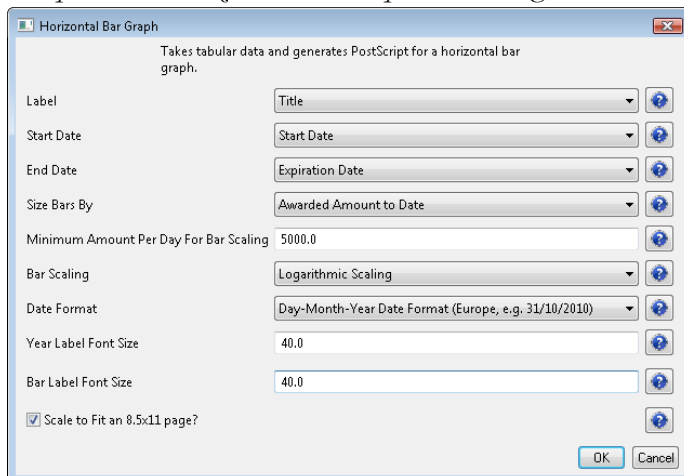 Horizontal Bar Graph
Takes tabular data and generates PostScript for a horizontal bar
graph.
Label Title
Start Date Start Date
End Date Expiration Date
Size Bars By Awarded Amount to Date
Minimum Amount Per Day For Bar Scaling 5000.0
Bar Scaling Logarithmic Scaling
Date Format Day-Month-Year Date Format (Europe, e.g. 31/10/2010)
Year Label Font Size 40.0
Bar Label Font Size 40.0
Scale to Fit an 8.5x11 page?
OK Cancel